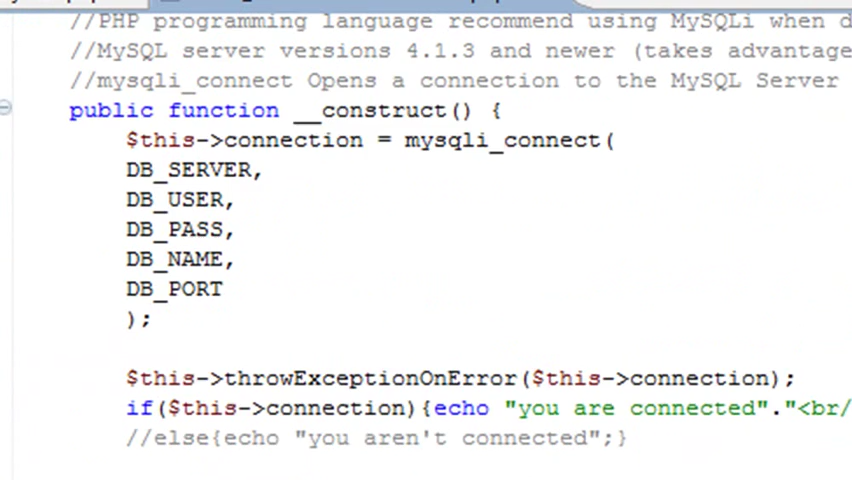 //PHP programming language recommend using MySQLi when d
//MySQL server versions 4.1.3 and newer (takes advantage
//mysqli_connect Opens a connection to the MySQL Server
public function __construct() {
$this->connection = mysqli_connect(
DB_SERVER,
DB_USER,
DB_PASS,
DB_NAME,
DB_PORT
);
$this->throwExceptionOnError($this->connection);
if($this->connection){echo "you are connected"."<br/
//else{echo "you aren't connected";}